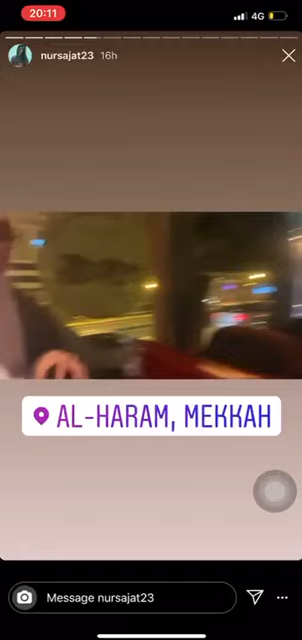 20:11
4G
nursajat23 16h
AL-HARAM, MEKKAH
Message nursajat23